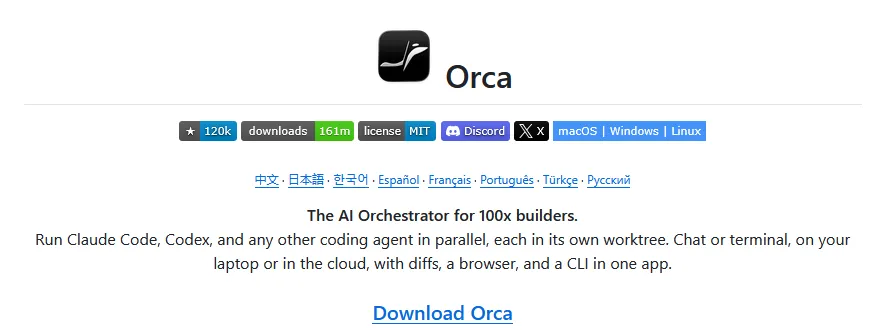 Orca
★ 120k downloads 161m license MIT Discord X macOS | Windows | Linux
中文 · 日本語 · 한국어 · Español · Français · Português · Türkçe · Русский
The AI Orchestrator for 100x builders.
Run Claude Code, Codex, and any other coding agent in parallel, each in its own worktree. Chat or terminal, on your
laptop or in the cloud, with diffs, a browser, and a CLI in one app.
Download Orca